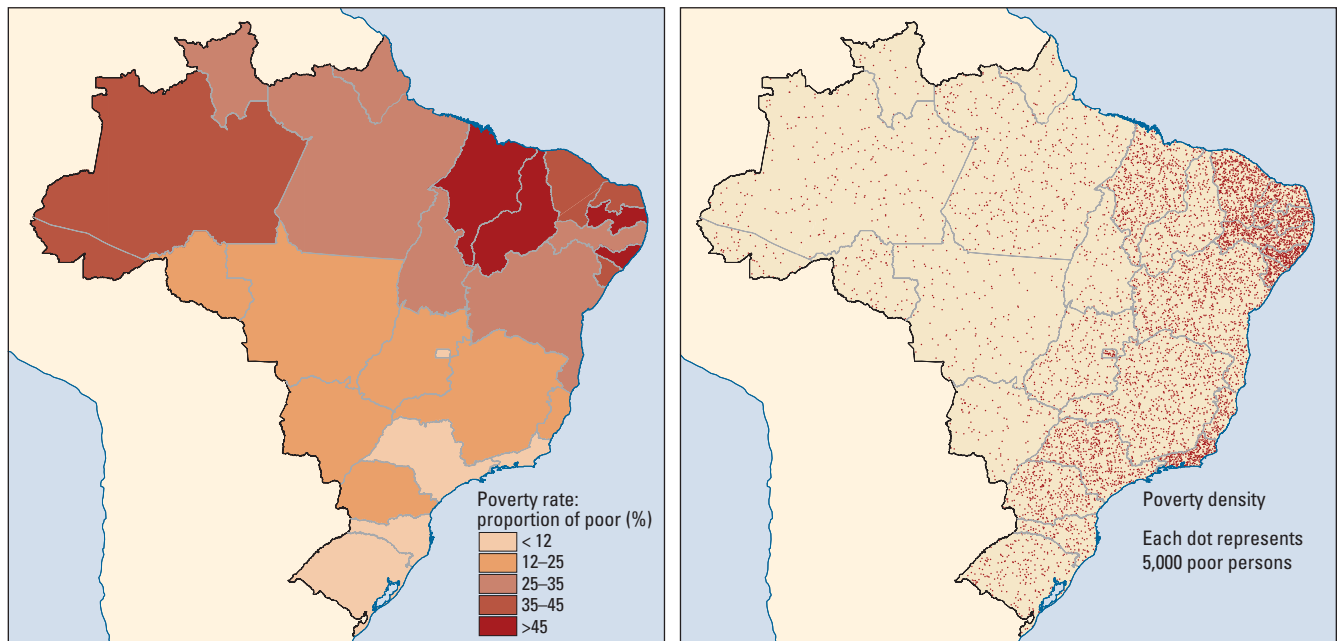 Poverty rate:
proportion of poor (%)
< 12
12–25
25–35
35–45
>45
Poverty density
Each dot represents
5,000 poor persons